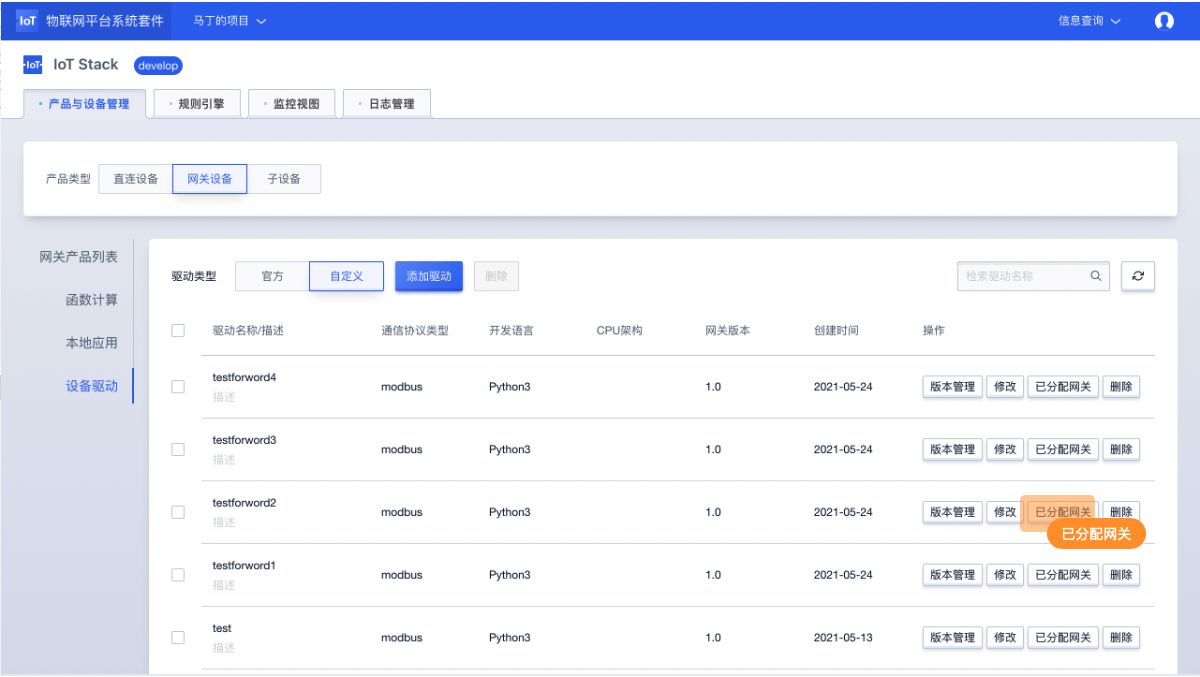 IoT 物联网平台系统套件 马丁的项目 信息查询
·IoT· IoT Stack develop
· 产品与设备管理 · 规则引擎 · 监控视图 · 日志管理
产品类型 直连设备 网关设备 子设备
网关产品列表
函数计算
本地应用
设备驱动
驱动类型 官方 自定义 添加驱动 删除 检索驱动名称
驱动名称/描述 通信协议类型 开发语言 CPU架构 网关版本 创建时间 操作
testforword4
描述
modbus Python3 1.0 2021-05-24 版本管理 修改 已分配网关 删除
testforword3
描述
modbus Python3 1.0 2021-05-24 版本管理 修改 已分配网关 删除
testforword2
描述
modbus Python3 1.0 2021-05-24 版本管理 修改 已分配网关 删除
已分配网关
testforword1
描述
modbus Python3 1.0 2021-05-24 版本管理 修改 已分配网关 删除
test
描述
modbus Python3 1.0 2021-05-13 版本管理 修改 已分配网关 删除